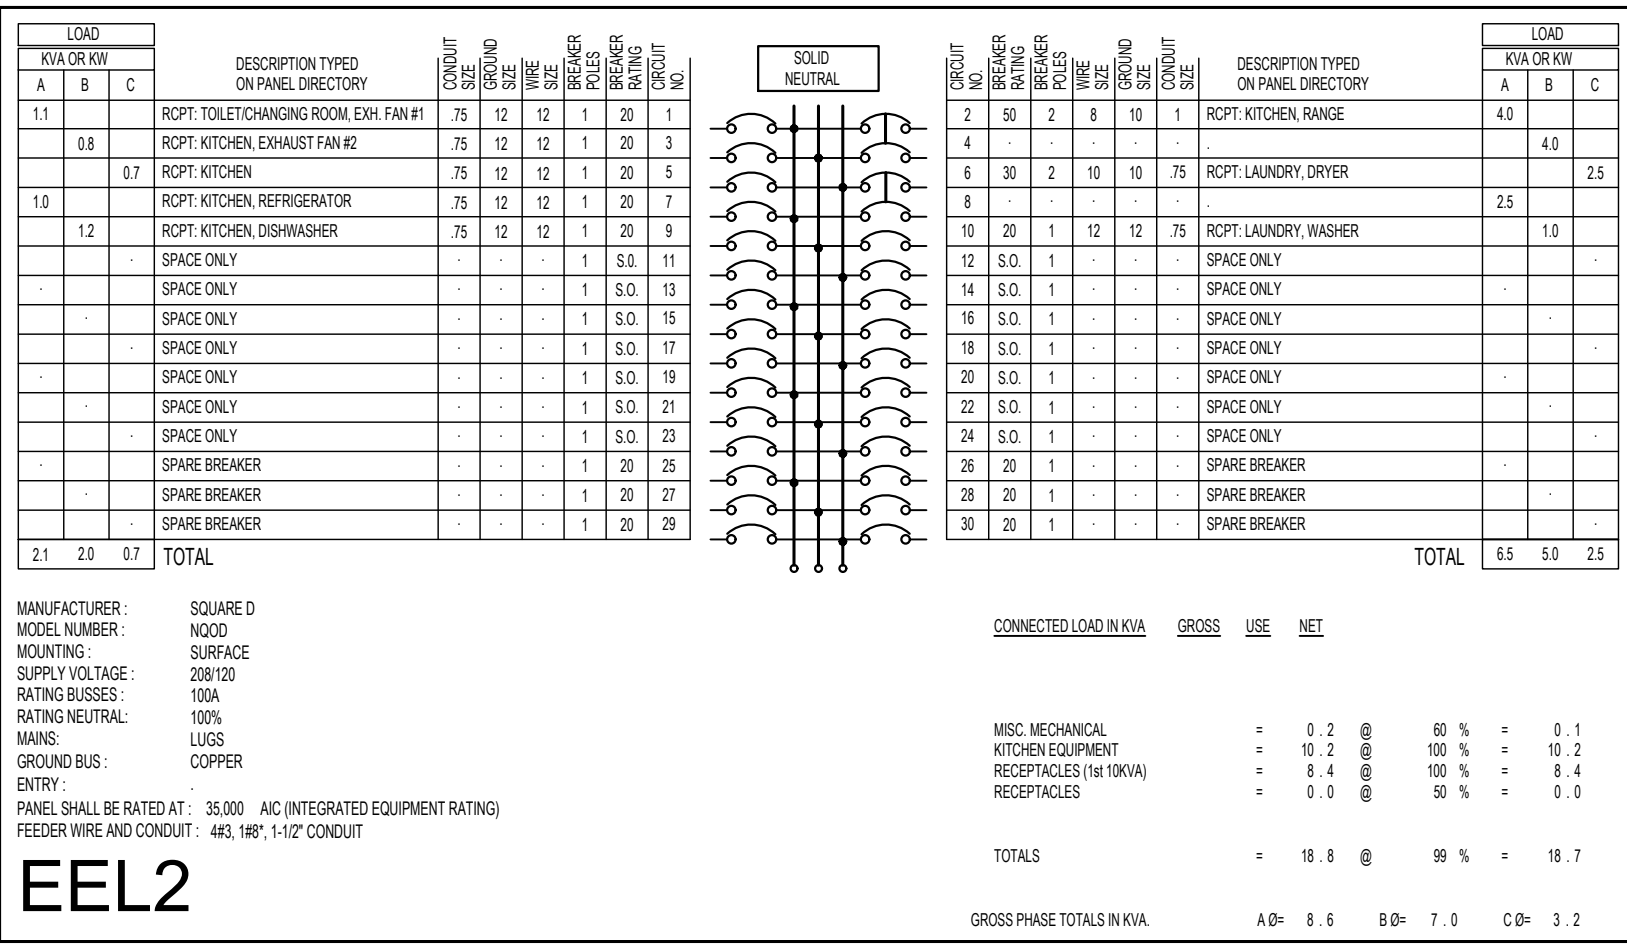 LOAD
KVA OR KW
A B C DESCRIPTION TYPED ON PANEL DIRECTORY CONDUIT SIZE GROUND SIZE WIRE SIZE BREAKER POLES BREAKER RATING CIRCUIT NO.
1.1 RCPT: TOILET/CHANGING ROOM, EXH. FAN #1 .75 12 12 1 20 1
0.8 RCPT: KITCHEN, EXHAUST FAN #2 .75 12 12 1 20 3
0.7 RCPT: KITCHEN .75 12 12 1 20 5
1.0 RCPT: KITCHEN, REFRIGERATOR .75 12 12 1 20 7
1.2 RCPT: KITCHEN, DISHWASHER .75 12 12 1 20 9
· SPACE ONLY · · · 1 S.O. 11
· SPACE ONLY · · · 1 S.O. 13
· SPACE ONLY · · · 1 S.O. 15
· SPACE ONLY · · · 1 S.O. 17
· SPACE ONLY · · · 1 S.O. 19
· SPACE ONLY · · · 1 S.O. 21
· SPACE ONLY · · · 1 S.O. 23
· SPARE BREAKER · · · 1 20 25
· SPARE BREAKER · · · 1 20 27
· SPARE BREAKER · · · 1 20 29
2.1 2.0 0.7 TOTAL
SOLID
NEUTRAL
LOAD
KVA OR KW
CIRCUIT NO. BREAKER RATING BREAKER POLES WIRE SIZE GROUND SIZE CONDUIT SIZE DESCRIPTION TYPED ON PANEL DIRECTORY A B C
2 50 2 8 10 1 RCPT: KITCHEN, RANGE 4.0
4 · · · · · . 4.0
6 30 2 10 10 .75 RCPT: LAUNDRY, DRYER 2.5
8 · · · · · . 2.5
10 20 1 12 12 .75 RCPT: LAUNDRY, WASHER 1.0
12 S.O. 1 · · · SPACE ONLY ·
14 S.O. 1 · · · SPACE ONLY ·
16 S.O. 1 · · · SPACE ONLY ·
18 S.O. 1 · · · SPACE ONLY ·
20 S.O. 1 · · · SPACE ONLY ·
22 S.O. 1 · · · SPACE ONLY ·
24 S.O. 1 · · · SPACE ONLY ·
26 20 1 · · · SPARE BREAKER ·
28 20 1 · · · SPARE BREAKER ·
30 20 1 · · · SPARE BREAKER ·
TOTAL 6.5 5.0 2.5
MANUFACTURER : SQUARE D
MODEL NUMBER : NQOD
MOUNTING : SURFACE
SUPPLY VOLTAGE : 208/120
RATING BUSSES : 100A
RATING NEUTRAL: 100%
MAINS: LUGS
GROUND BUS : COPPER
ENTRY : .
PANEL SHALL BE RATED AT : 35,000 AIC (INTEGRATED EQUIPMENT RATING)
FEEDER WIRE AND CONDUIT : 4#3, 1#8*, 1-1/2" CONDUIT
EEL2
CONNECTED LOAD IN KVA GROSS USE NET
MISC. MECHANICAL = 0 . 2 @ 60 % = 0 . 1
KITCHEN EQUIPMENT = 10 . 2 @ 100 % = 10 . 2
RECEPTACLES (1st 10KVA) = 8 . 4 @ 100 % = 8 . 4
RECEPTACLES = 0 . 0 @ 50 % = 0 . 0
TOTALS = 18 . 8 @ 99 % = 18 . 7
GROSS PHASE TOTALS IN KVA. A Ø= 8 . 6 B Ø= 7 . 0 C Ø= 3 . 2